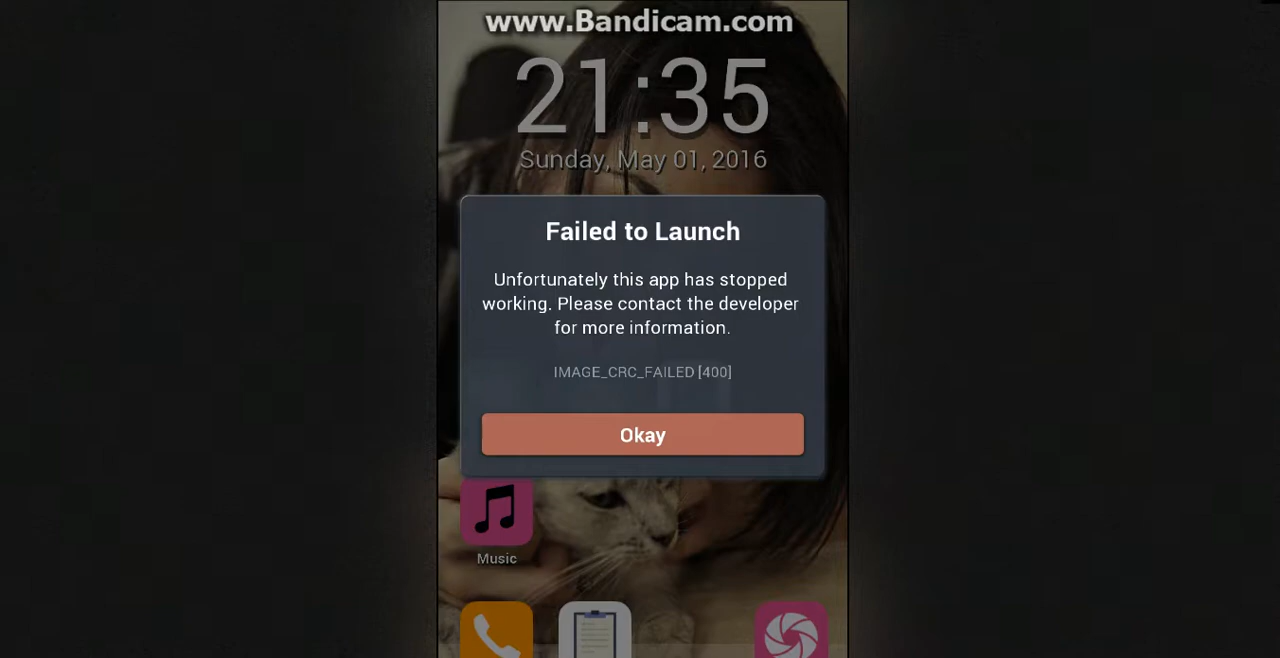 www.Bandicam.com
21:35
Sunday, May 01, 2016
Failed to Launch
Unfortunately this app has stopped
working. Please contact the developer
for more information.
IMAGE_CRC_FAILED [400]
Okay
Music